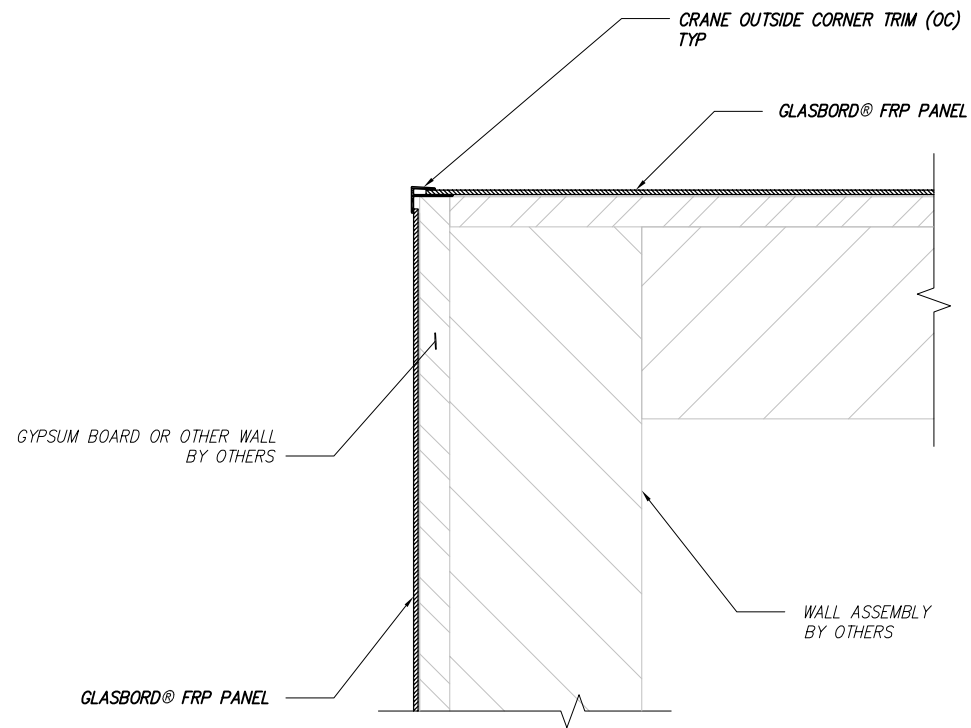 CRANE OUTSIDE CORNER TRIM (OC)
TYP
GLASBORD® FRP PANEL
GYPSUM BOARD OR OTHER WALL
BY OTHERS
WALL ASSEMBLY
BY OTHERS
GLASBORD® FRP PANEL